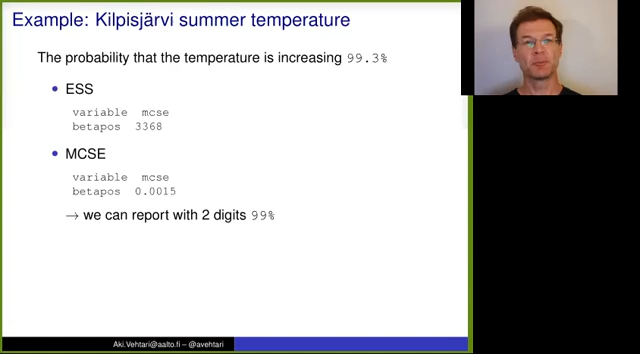 Example: Kilpisjärvi summer temperature
The probability that the temperature is increasing 99.3%
• ESS
variable mcse
betapos 3368
• MCSE
variable mcse
betapos 0.0015
→ we can report with 2 digits 99%
Aki.Vehtari@aalto.fi – @avehtari